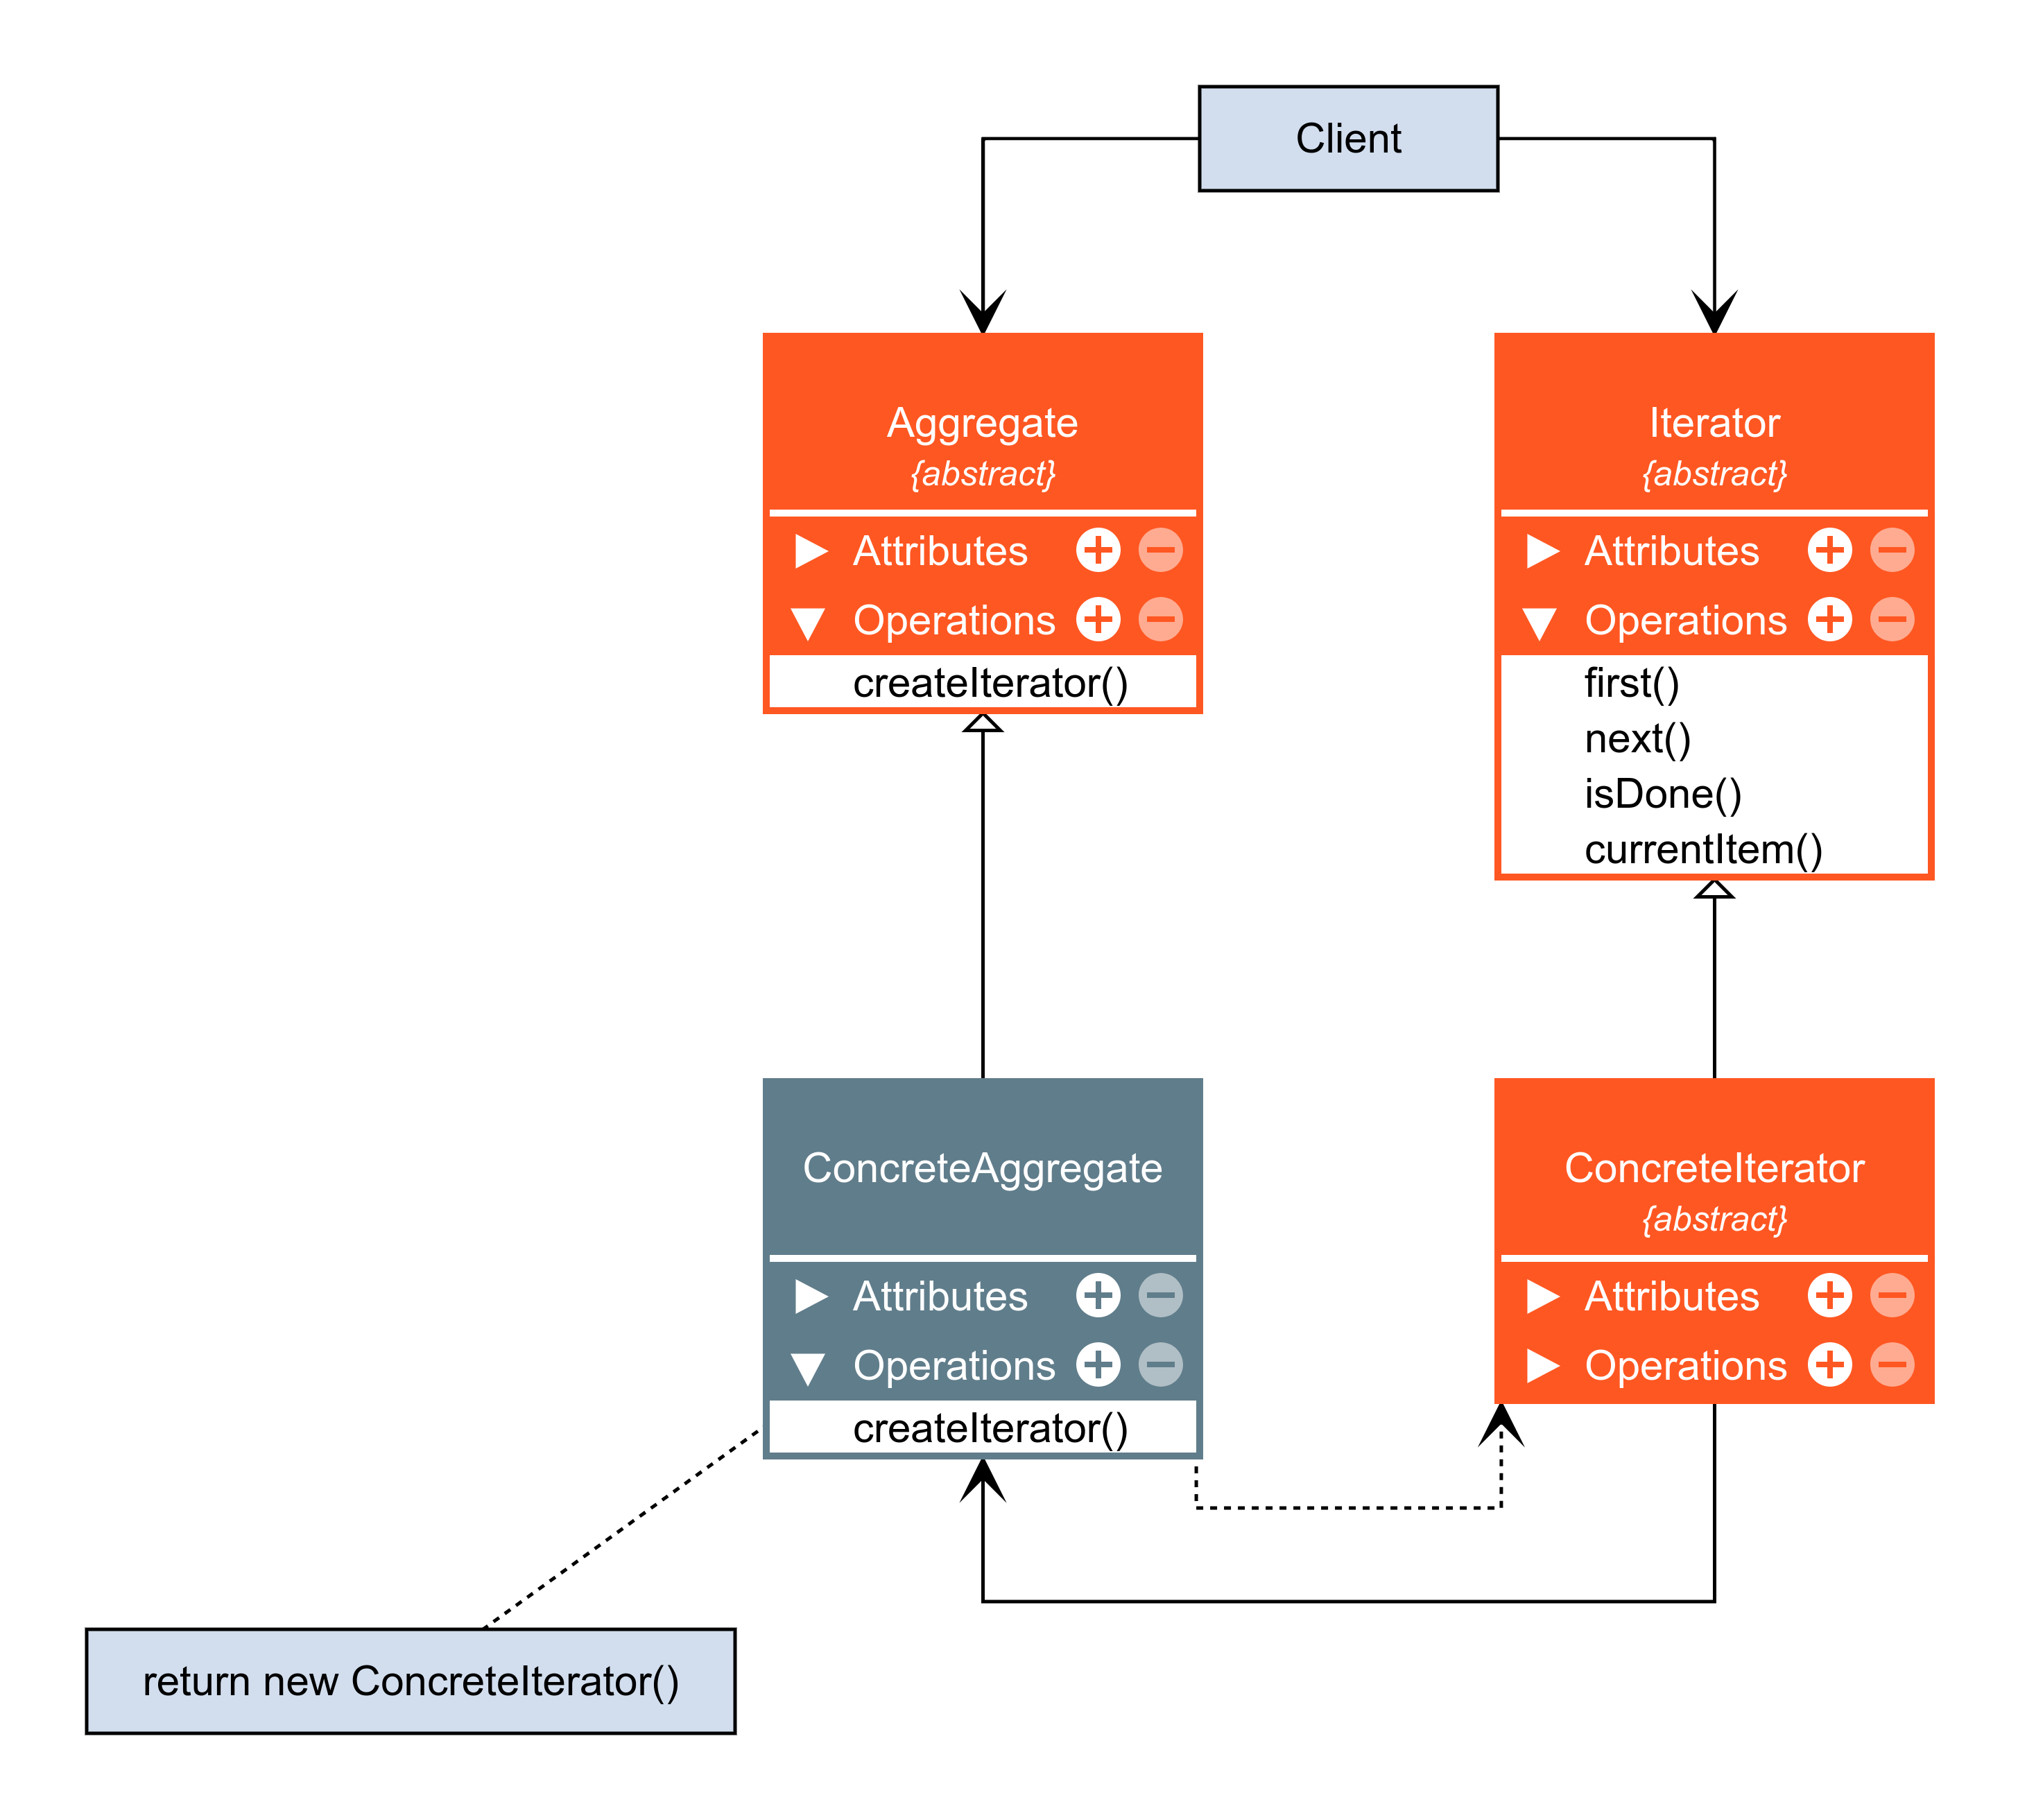 Client
Aggregate
{abstract}
Attributes
Operations
createIterator()
Iterator
{abstract}
Attributes
Operations
first()
next()
isDone()
currentItem()
ConcreteAggregate
Attributes
Operations
createIterator()
ConcreteIterator
{abstract}
Attributes
Operations
return new ConcreteIterator()